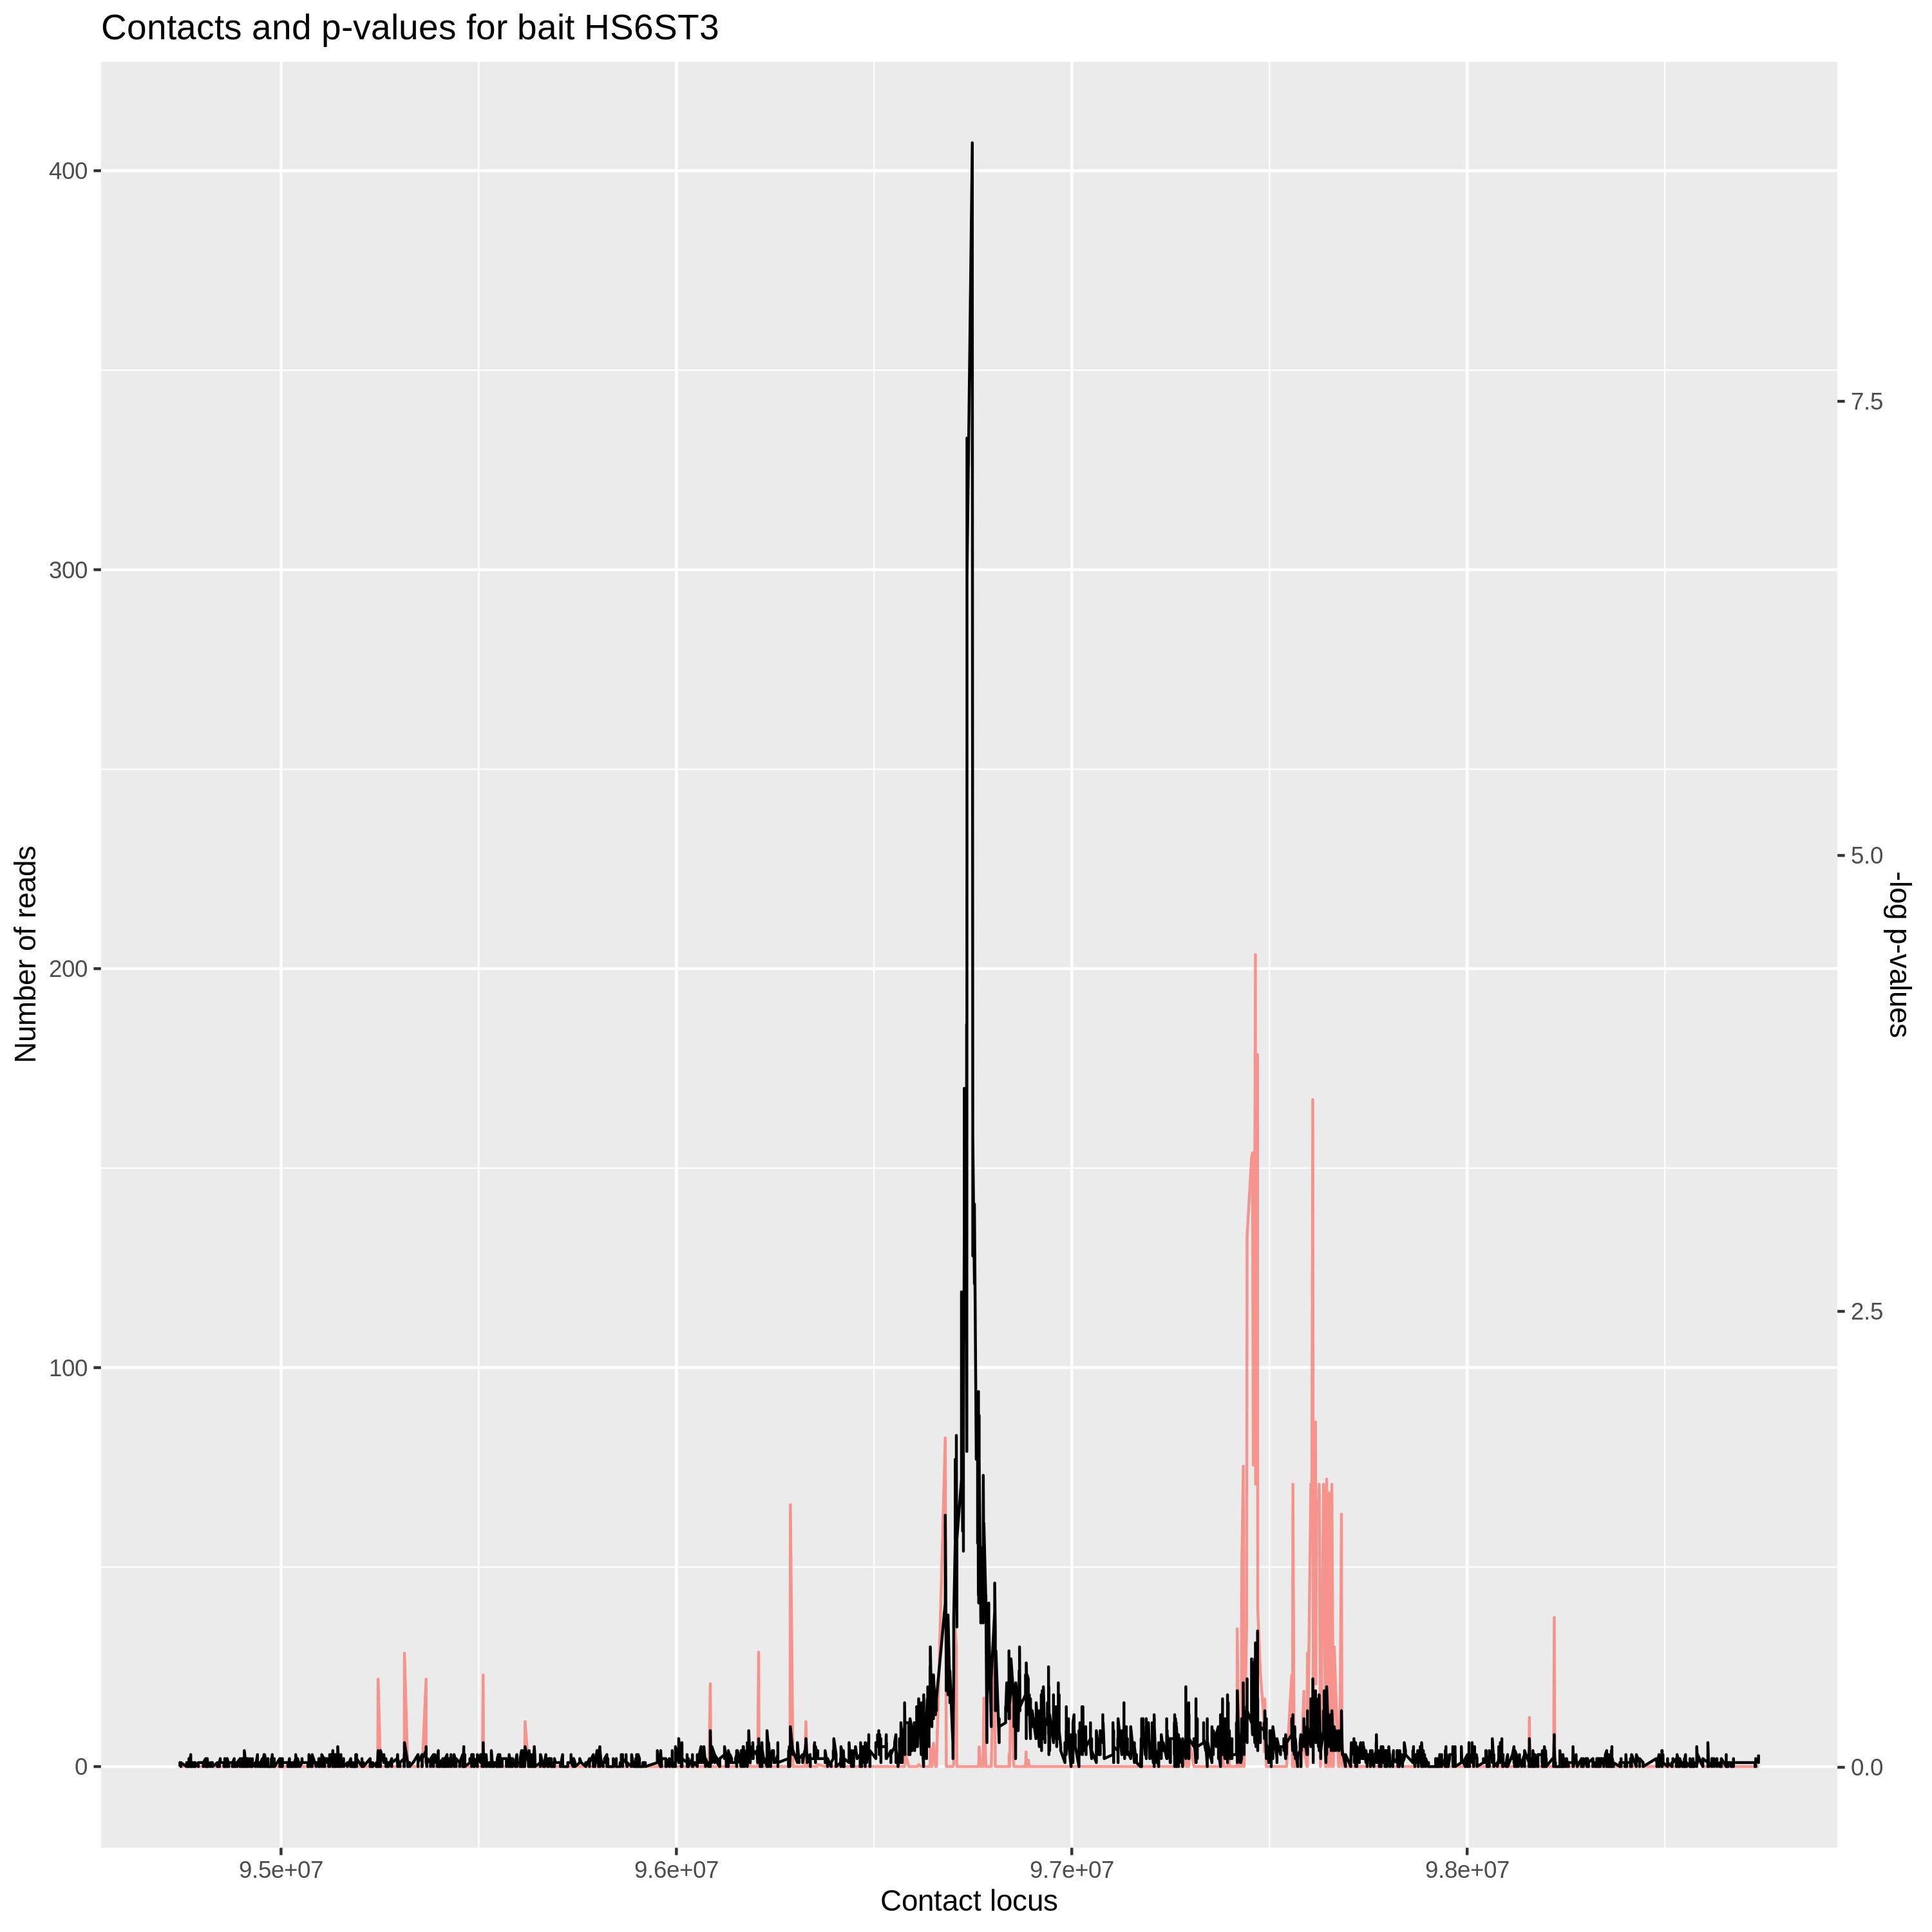 Contacts and p-values for bait HS6ST3
400
300
200
100
0
Number of reads
7.5
5.0
2.5
0.0
-log p-values
9.5e+07
9.6e+07
9.7e+07
9.8e+07
Contact locus